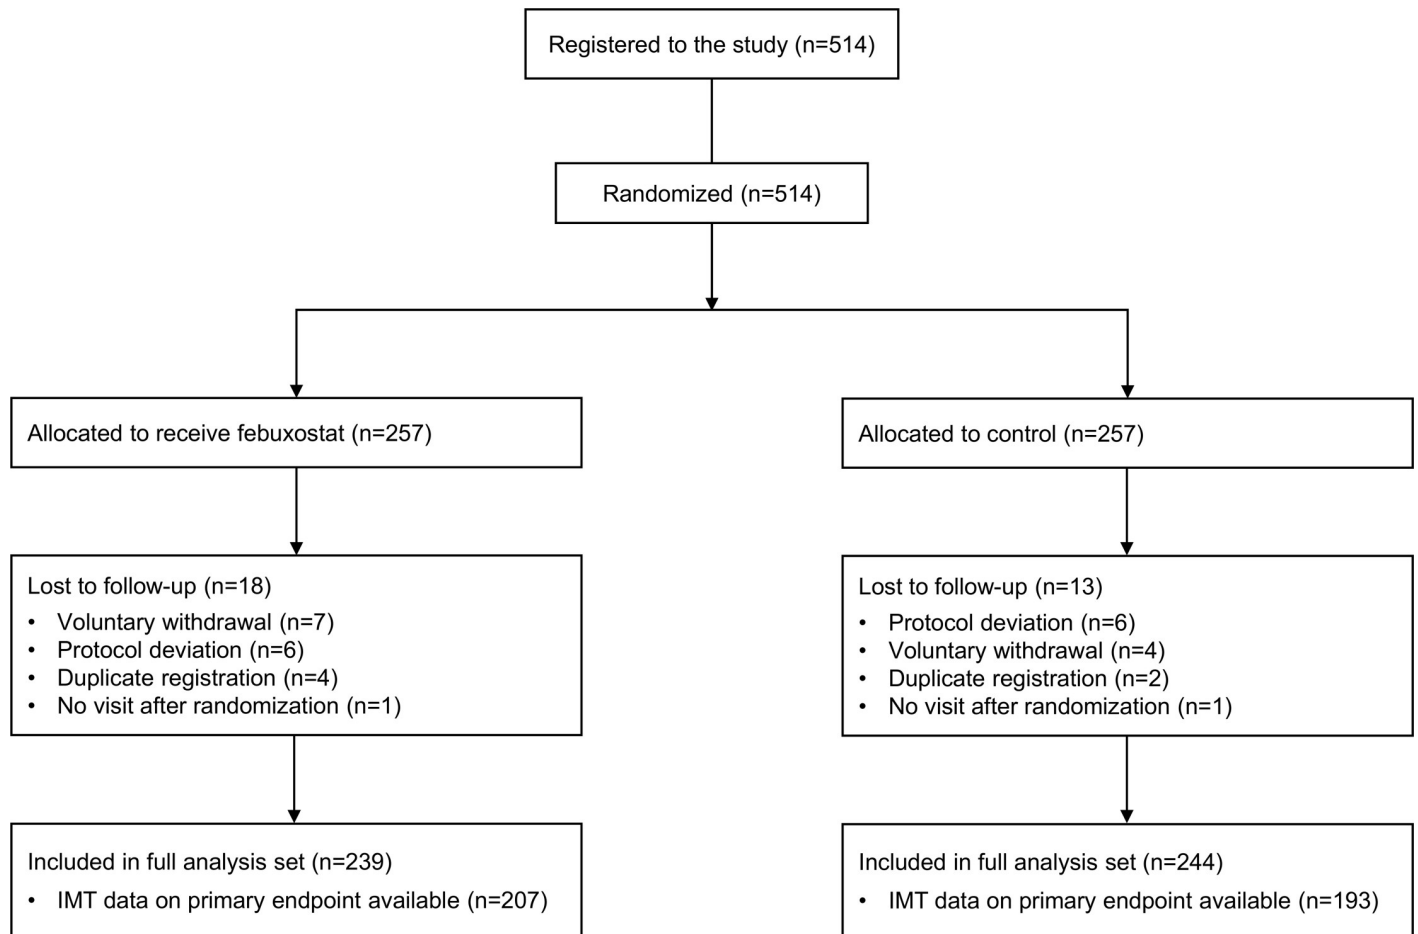 Registered to the study (n=514)
Randomized (n=514)
Allocated to receive febuxostat (n=257)
Allocated to control (n=257)
Lost to follow-up (n=18)
• Voluntary withdrawal (n=7)
• Protocol deviation (n=6)
• Duplicate registration (n=4)
• No visit after randomization (n=1)
Lost to follow-up (n=13)
• Protocol deviation (n=6)
• Voluntary withdrawal (n=4)
• Duplicate registration (n=2)
• No visit after randomization (n=1)
Included in full analysis set (n=239)
• IMT data on primary endpoint available (n=207)
Included in full analysis set (n=244)
• IMT data on primary endpoint available (n=193)